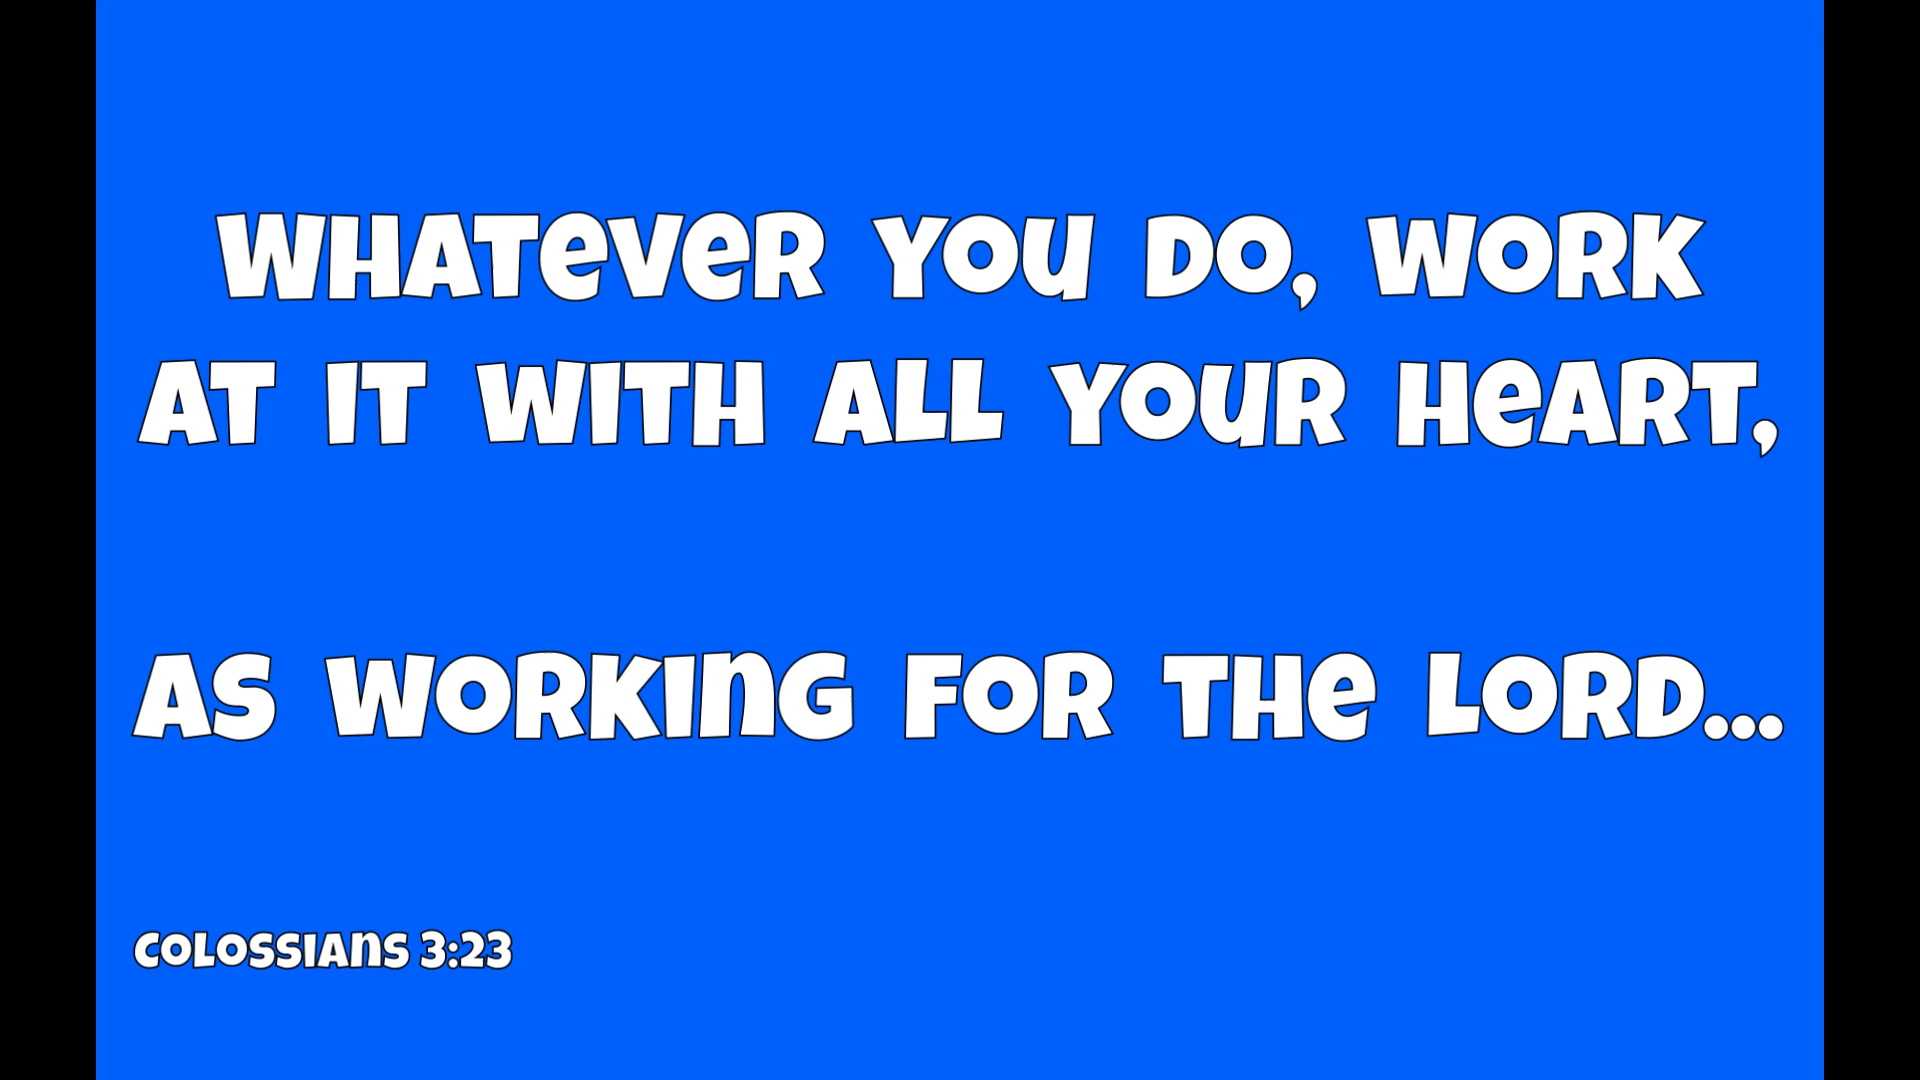 WHATEVER YOU DO, WORK
AT IT WITH ALL YOUR HEART,
AS WORKING FOR THE LORD...
COLOSSIANS 3:23